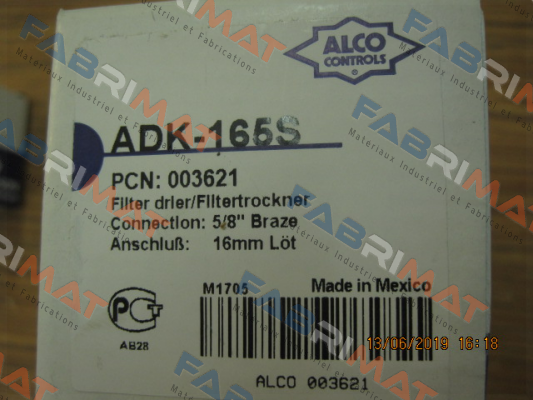 ALCO
CONTROLS
ADK-165S
PCN: 003621
Filter drier/Filtertrockner
Connection: 5/8" Braze
Anschluß: 16mm Löt
M1705
Made in Mexico
PCT
AB28
ALCO 003621
13/06/2019 16:18
FABRIMAT
Materiaux Industriel et Fabrications